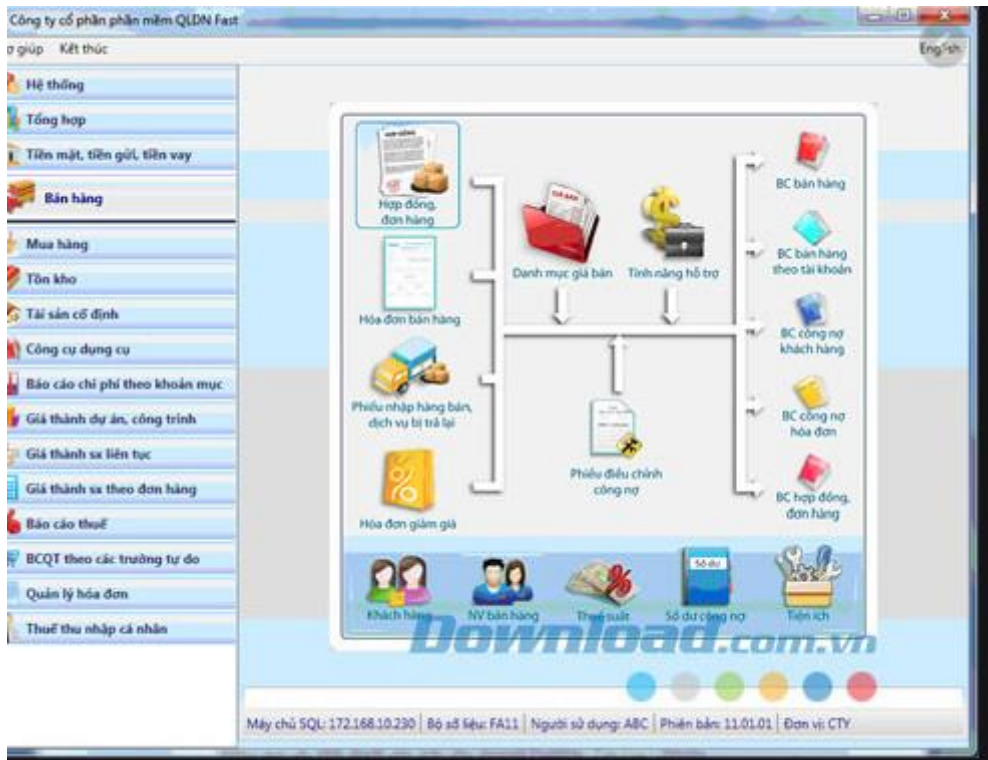 Công ty cổ phần phần mềm QLDN Fast
giúp Kết thúc
English
Hệ thống
Tổng hợp
Tiền mặt, tiền gửi, tiền vay
Bán hàng
Mua hàng
Tồn kho
Tài sản cố định
Công cụ dụng cụ
Báo cáo chi phí theo khoản mục
Giá thành dự án, công trình
Giá thành sx liên tục
Giá thành sx theo đơn hàng
Báo cáo thuế
BCQT theo các trường tự do
Quản lý hóa đơn
Thuế thu nhập cá nhân
HỢP ĐỒNG
Hợp đồng,
đơn hàng
Hóa đơn bán hàng
Phiếu nhập hàng bán,
dịch vụ bị trả lại
Hóa đơn giảm giá
GIÁ BÁN
Danh mục giá bán
Tính năng hỗ trợ
Phiếu điều chỉnh
công nợ
BC bán hàng
BC bán hàng
theo tài khoản
BC công nợ
khách hàng
BC công nợ
hóa đơn
BC hợp đồng,
đơn hàng
Số dư
Khách hàng
NV bán hàng
Thuế suất
Số dư công nợ
Tiện ích
Download.com.vn
Máy chủ SQL: 172.168.10.230 Bộ số liệu: FA11 Người sử dụng: ABC Phiên bản: 11.01.01 Đơn vị: CTY